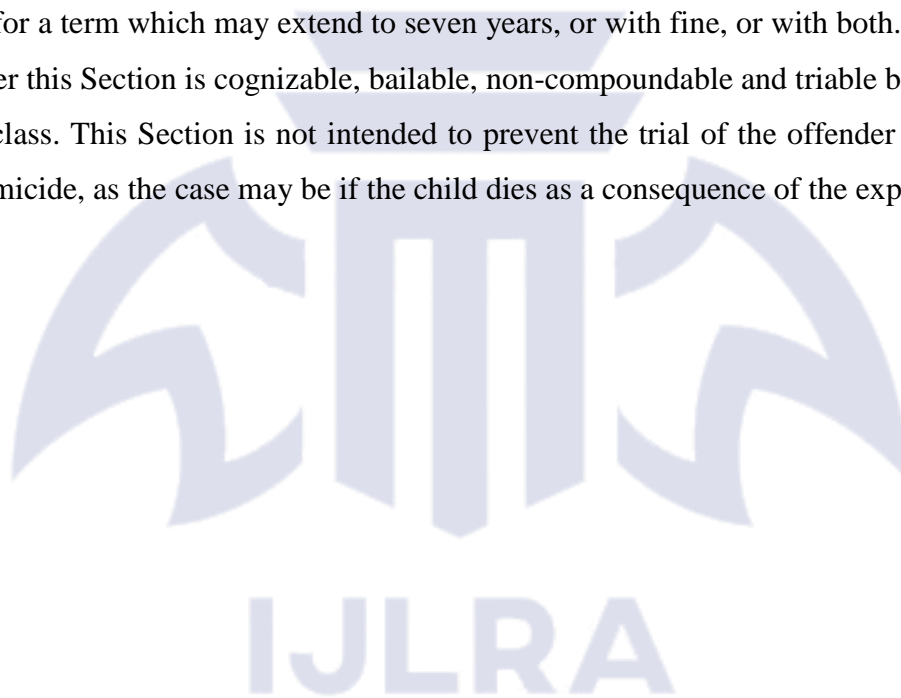 for a term which may extend to seven years, or with fine, or with both.
er this Section is cognizable, bailable, non-compoundable and triable b
class. This Section is not intended to prevent the trial of the offender
micide, as the case may be if the child dies as a consequence of the exp
IJLRA